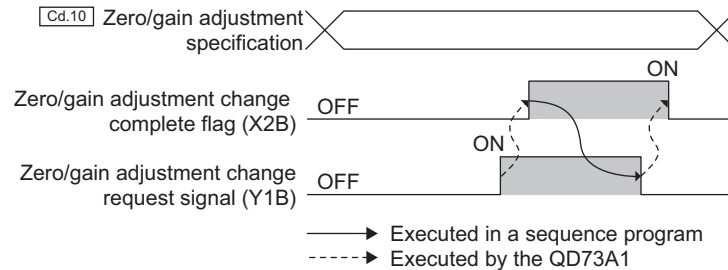 Cd.10 Zero/gain adjustment
specification
ON
Zero/gain adjustment change
complete flag (X2B)
OFF
ON
Zero/gain adjustment change
request signal (Y1B)
OFF
Executed in a sequence program
Executed by the QD73A1